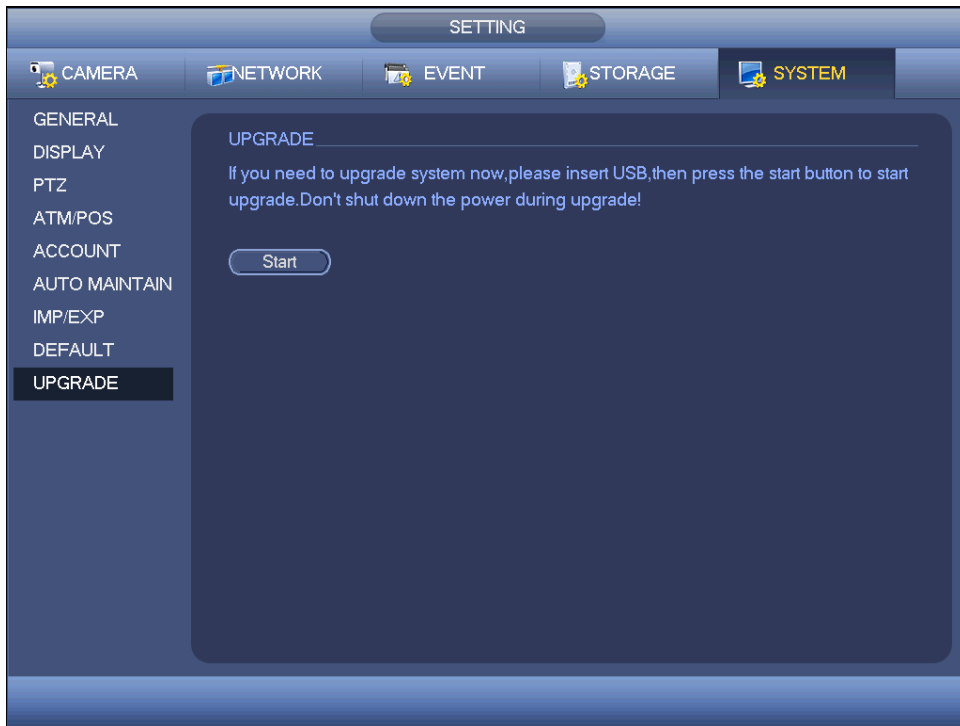 SETTING
CAMERA
NETWORK
EVENT
STORAGE
SYSTEM
GENERAL
DISPLAY
PTZ
ATM/POS
ACCOUNT
AUTO MAINTAIN
IMP/EXP
DEFAULT
UPGRADE
UPGRADE
If you need to upgrade system now,please insert USB,then press the start button to start
upgrade.Don't shut down the power during upgrade!
Start